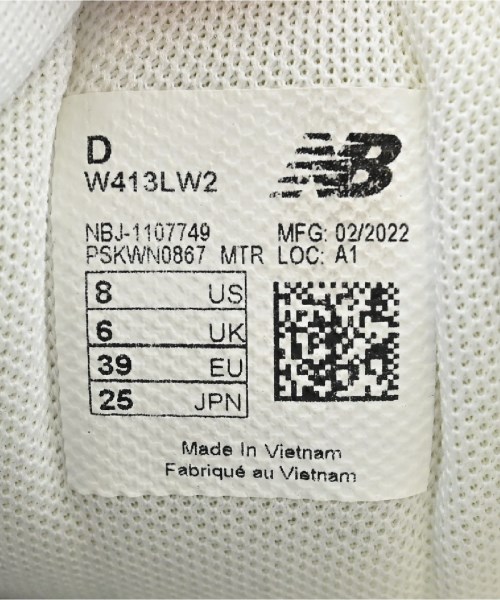 D
W413LW2
NB
NBJ-1107749 MFG: 02/2022
PSKWN0867 MTR LOC: A1
8 US
6 UK
39 EU
25 JPN
Made In Vietnam
Fabriqué au Vietnam